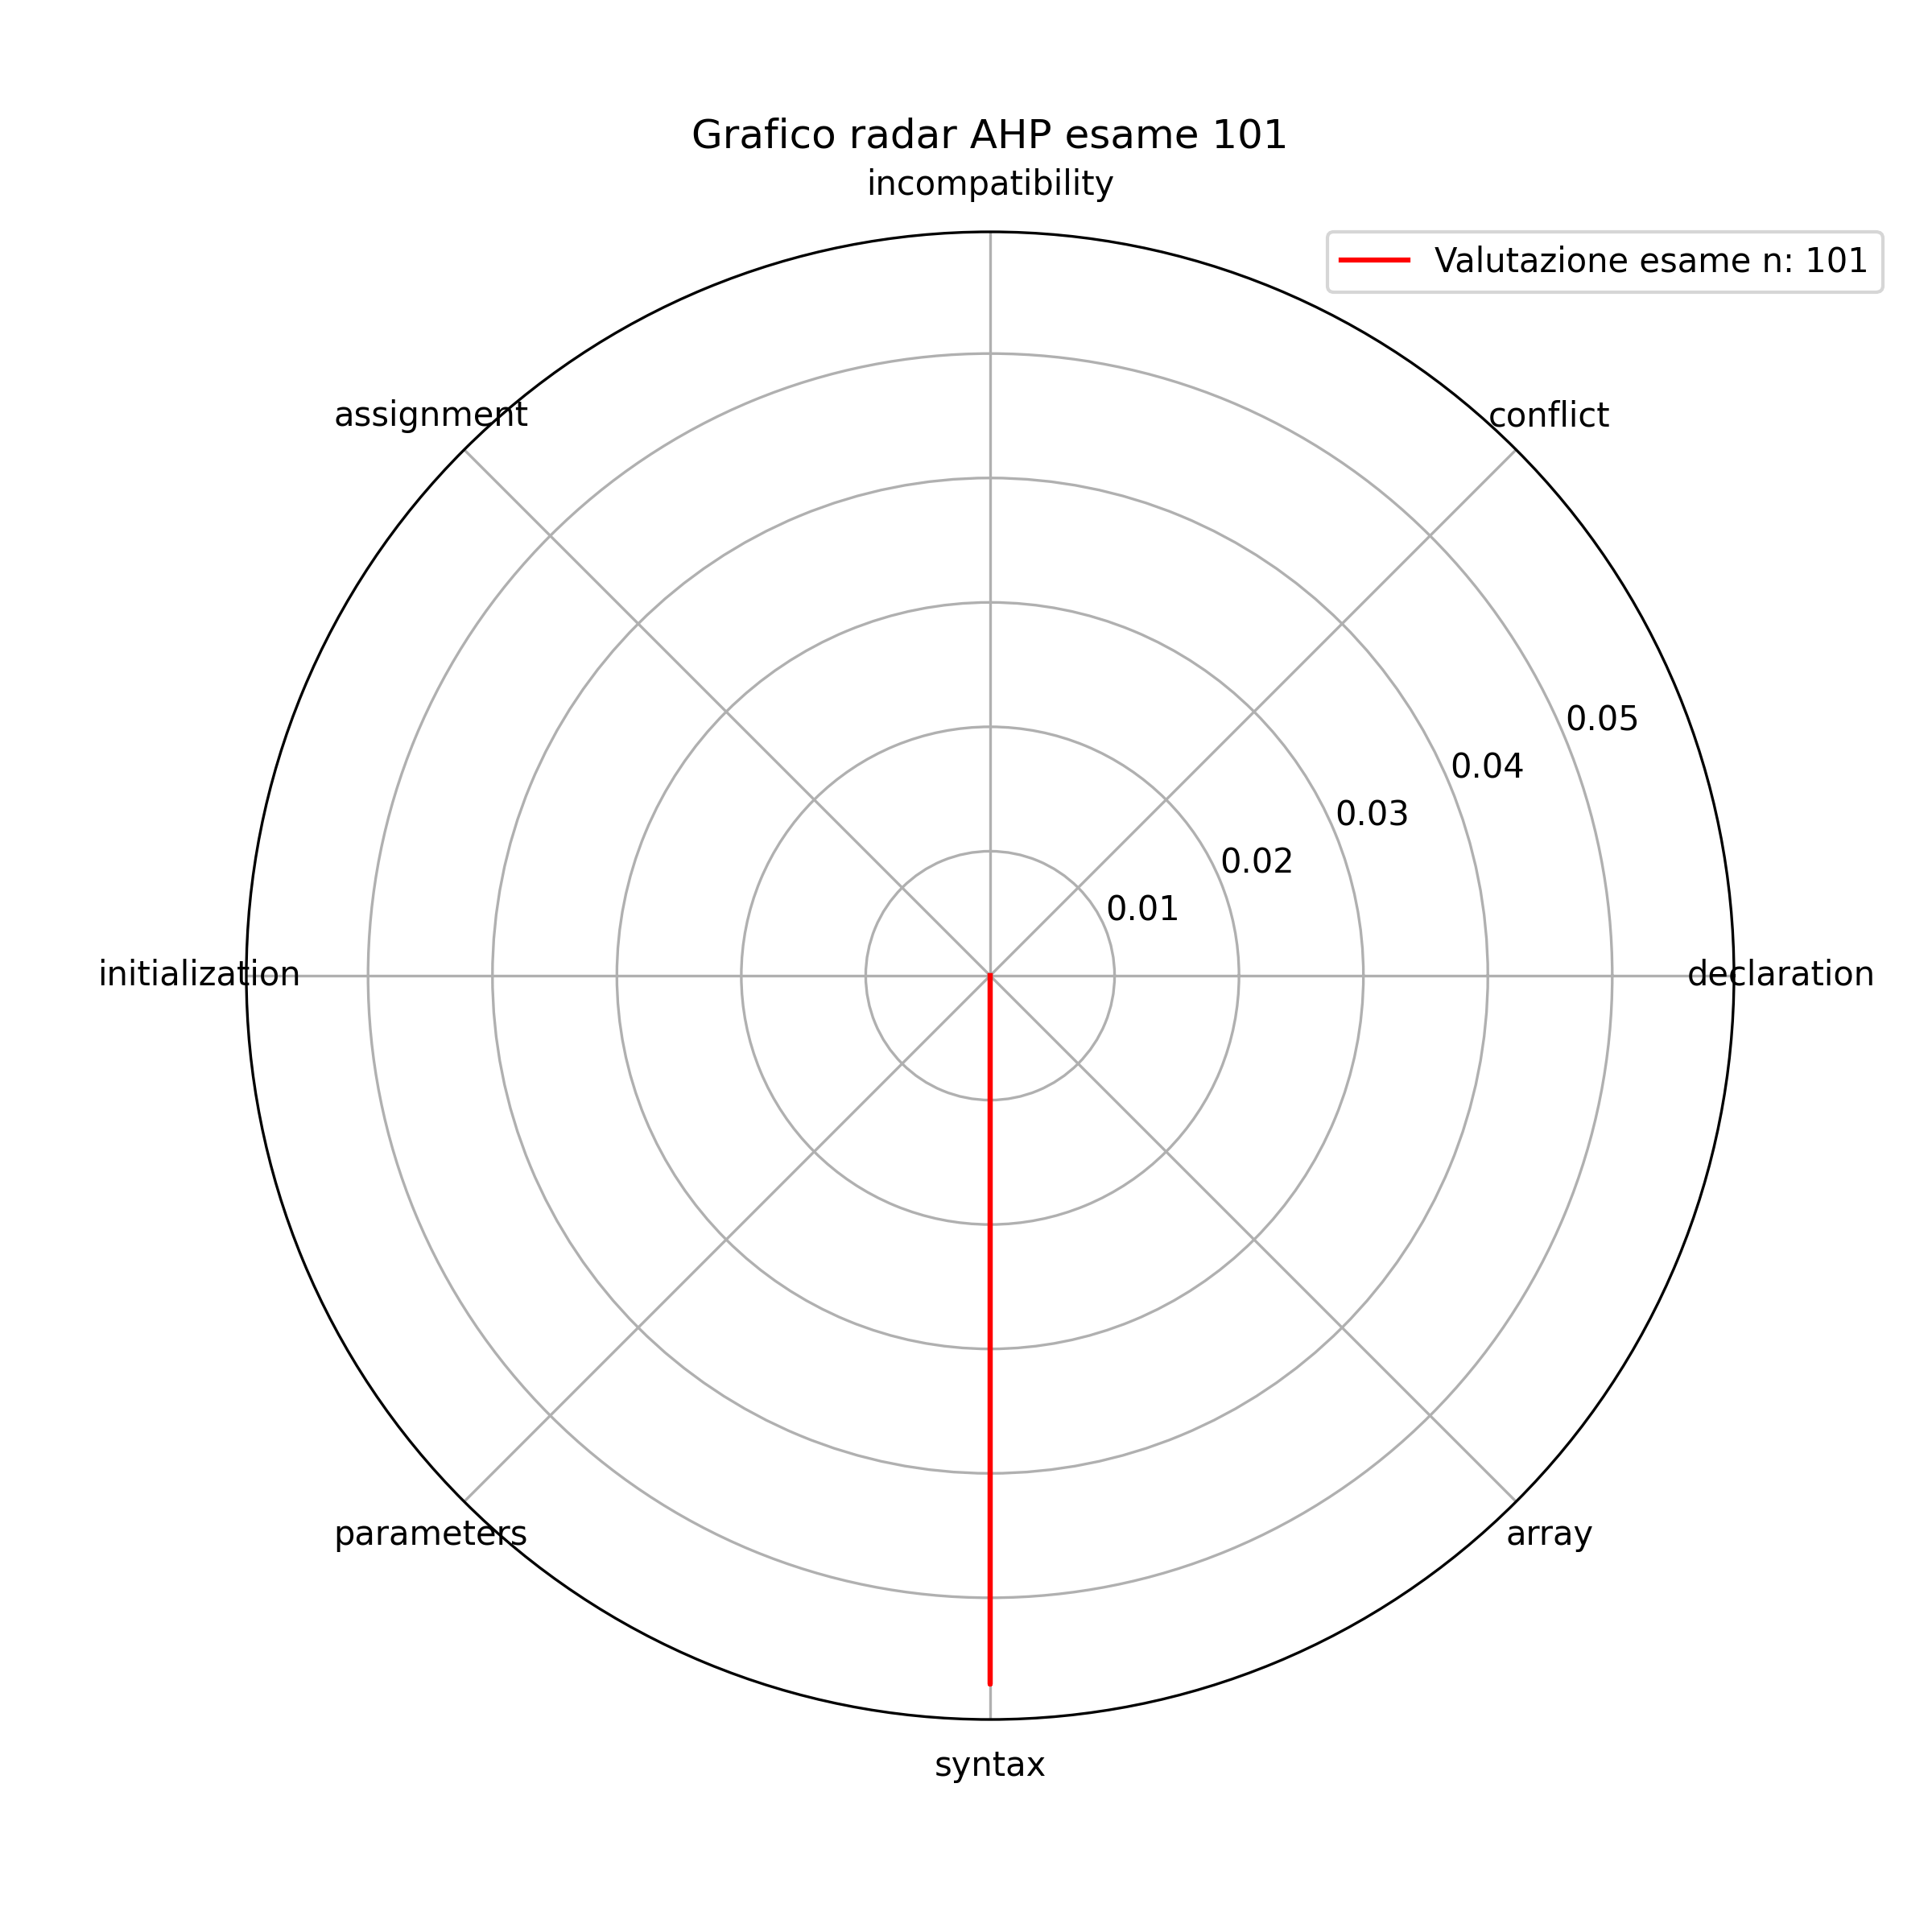 Grafico radar AHP esame 101
incompatibility
Valutazione esame n: 101
assignment
conflict
0.05
0.04
0.03
0.02
0.01
initialization
declaration
parameters
array
syntax